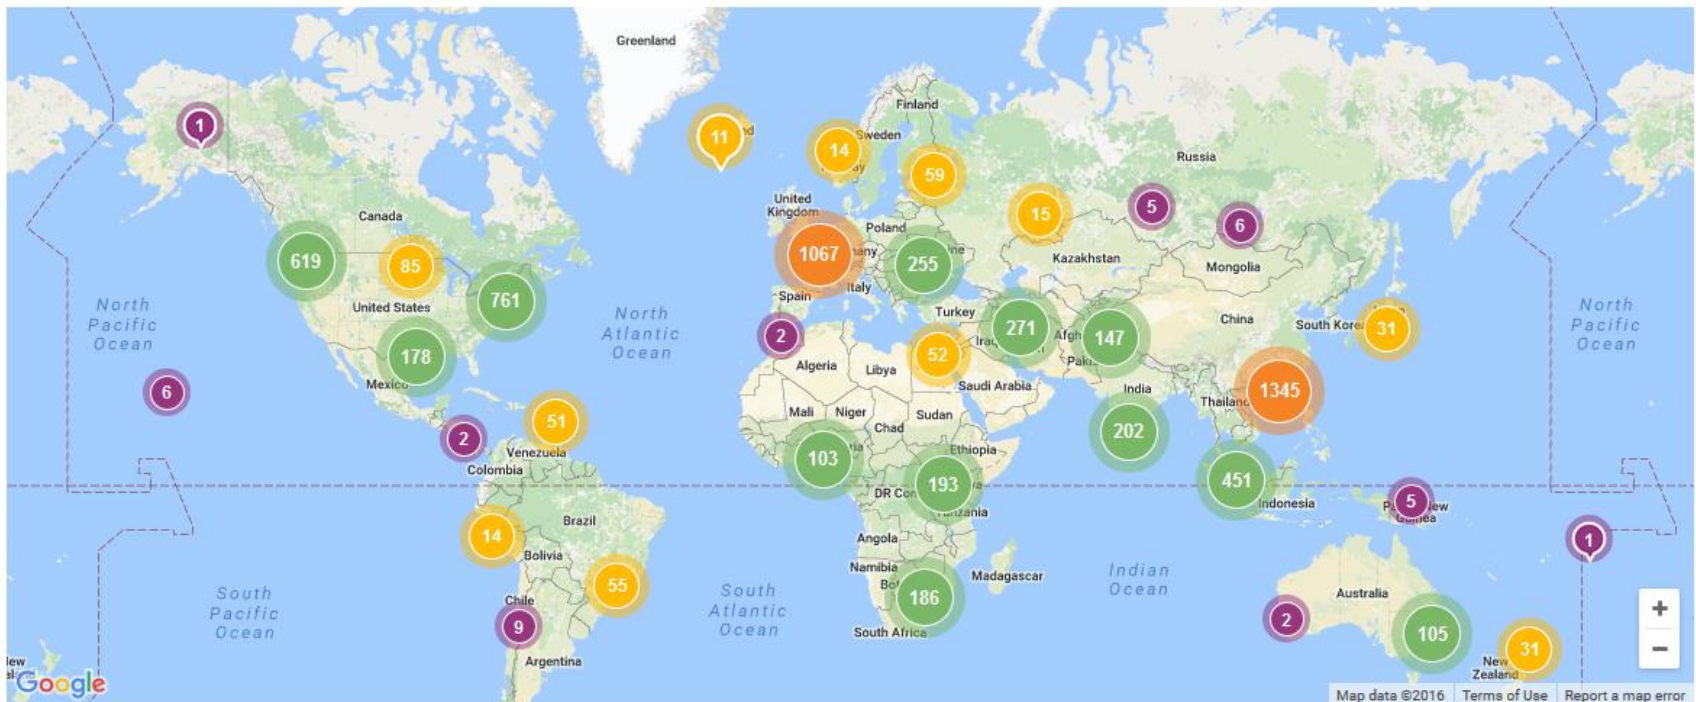 Greenland
Finland
1
11
Sweden
14
Russia
59
United
Kingdom
5
Canada
15
6
Poland
1067
619
85
255
Kazakhstan
Mongolia
Italy
761
Spain
North
Pacific
Ocean
United States
North
Atlantic
Ocean
Turkey
271
147
China
South Kore
31
North
Pacific
Ocean
2
178
Algeria
Libya
52
Mexico
6
Saudi Arabia
India
1345
Thailand
Mali
Niger
Sudan
Chad
51
2
202
Venezuela
Colombia
103
Ethiopia
193
DR Con
451
Indonesia
5
Tanzania
Brazil
14
Angola
1
Bolivia
Namibia
Madagascar
Indian
Ocean
55
South
Pacific
Ocean
Chile
South
Atlantic
Ocean
186
Australia
+
9
South Africa
2
105
−
31
Argentina
New
Zealand
Google
Map data ©2016
Terms of Use
Report a map error